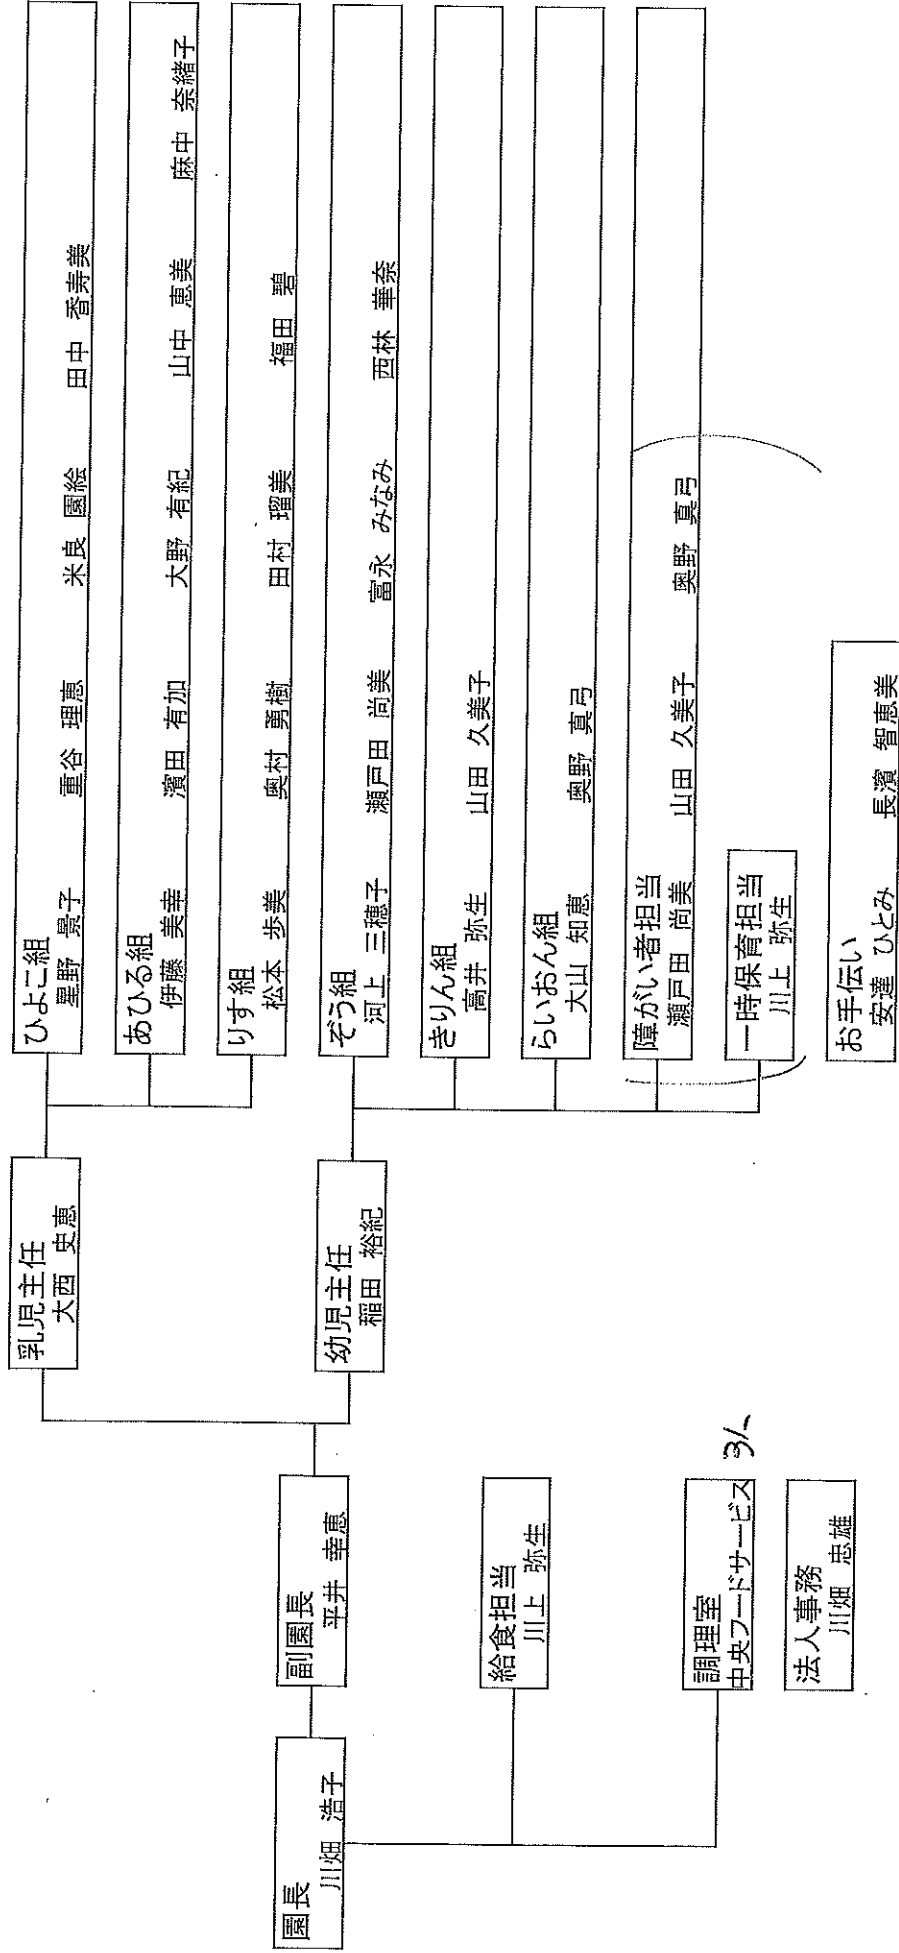 園長
川畑 浩子
副園長
平井 幸恵
給食担当
川上 弥生
調理室
中央フードサービス
法人事務
川畑 忠雄
乳児主任
大西 史恵
幼児主任
稲田 裕紀
ひよこ組
星野 景子 重谷 理恵 米良 園絵 田中 香寿美
あひる組
伊藤 美幸 濱田 有加 大野 有紀 山中 恵美 麻中 奈緒子
りす組
松本 歩美 奥村 勇樹 田村 瑠美 福田 碧
ぞう組
河上 三穂子 瀬戸田 尚美 富永 みなみ 西林 華奈
きりん組
高井 弥生 山田 久美子
らいおん組
大山 知恵 奥野 真弓
障がい者担当
瀬戸田 尚美 山田 久美子 奥野 真弓
一時保育担当
川上 弥生
お手伝い
安達 ひとみ 長濱 智恵美